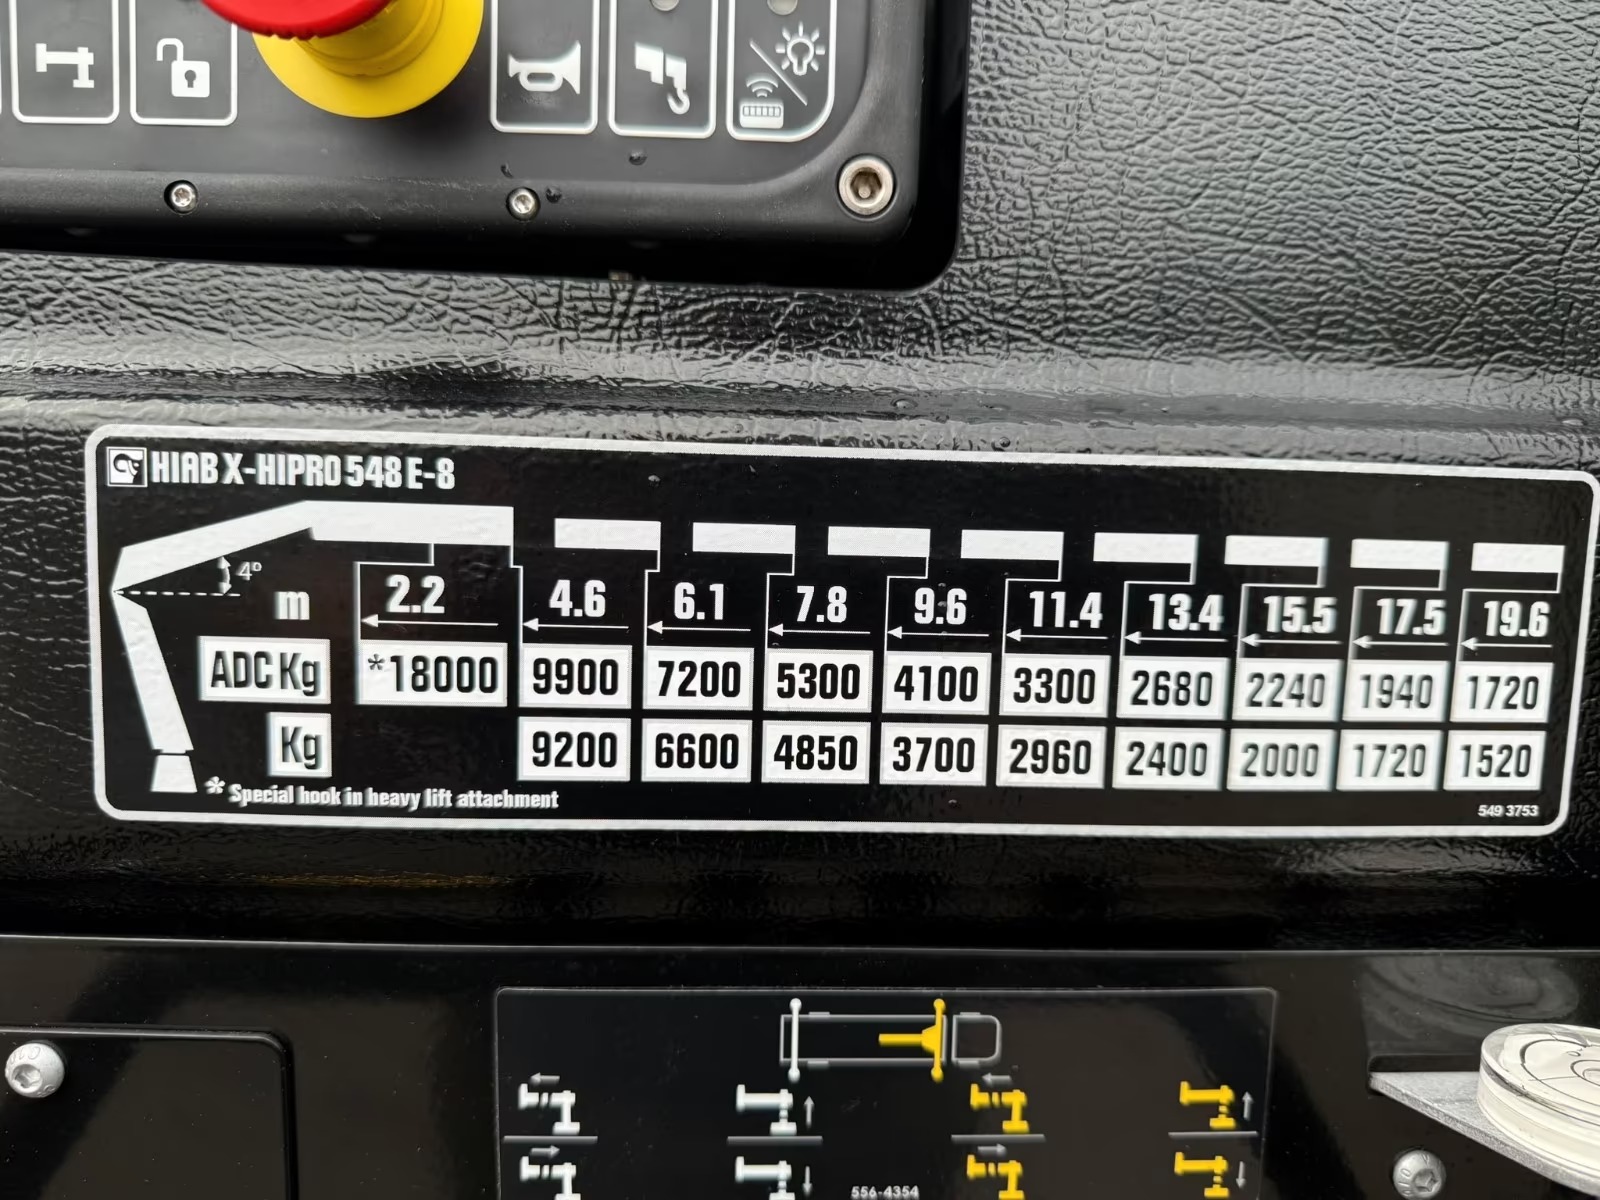 HIAB X-HIPRO 548 E-8
4°
m 2.2 4.6 6.1 7.8 9.6 11.4 13.4 15.5 17.5 19.6
ADC Kg *18000 9900 7200 5300 4100 3300 2680 2240 1940 1720
Kg 9200 6600 4850 3700 2960 2400 2000 1720 1520
* Special hook in heavy lift attachment
549 3753
556-4354